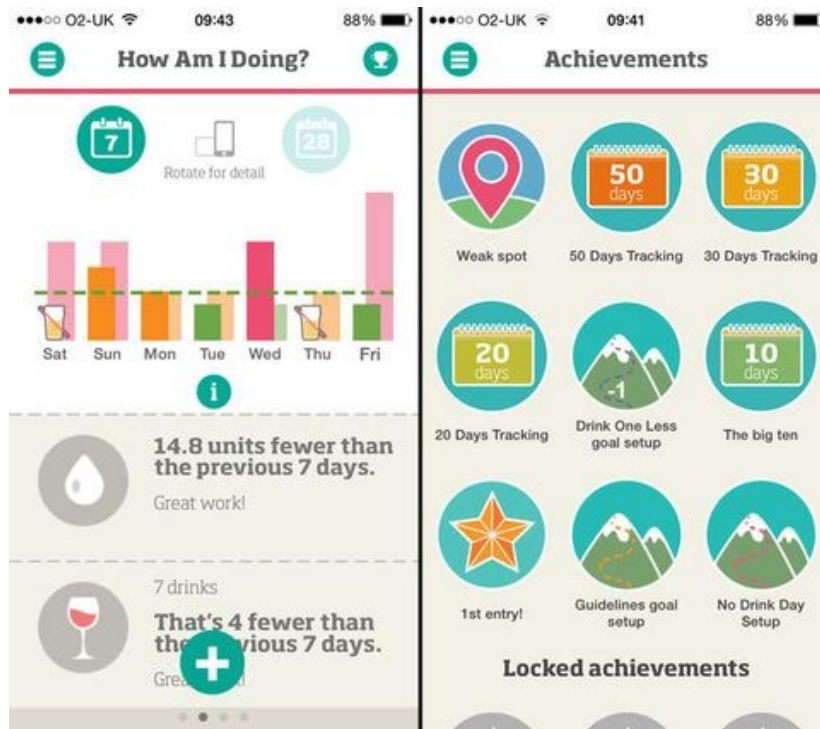 O2-UK 09:43 88%
How Am I Doing?
7
28
Rotate for detail
Sat Sun Mon Tue Wed Thu Fri
i
14.8 units fewer than
the previous 7 days.
Great work!
7 drinks
That's 4 fewer than
the vious 7 days.
Gre !
O2-UK 09:41 88%
Achievements
50 days
30 days
Weak spot 50 Days Tracking 30 Days Tracking
20 days
-1
10 days
20 Days Tracking
Drink One Less
goal setup
The big ten
1st entry!
Guidelines goal
setup
No Drink Day
Setup
Locked achievements